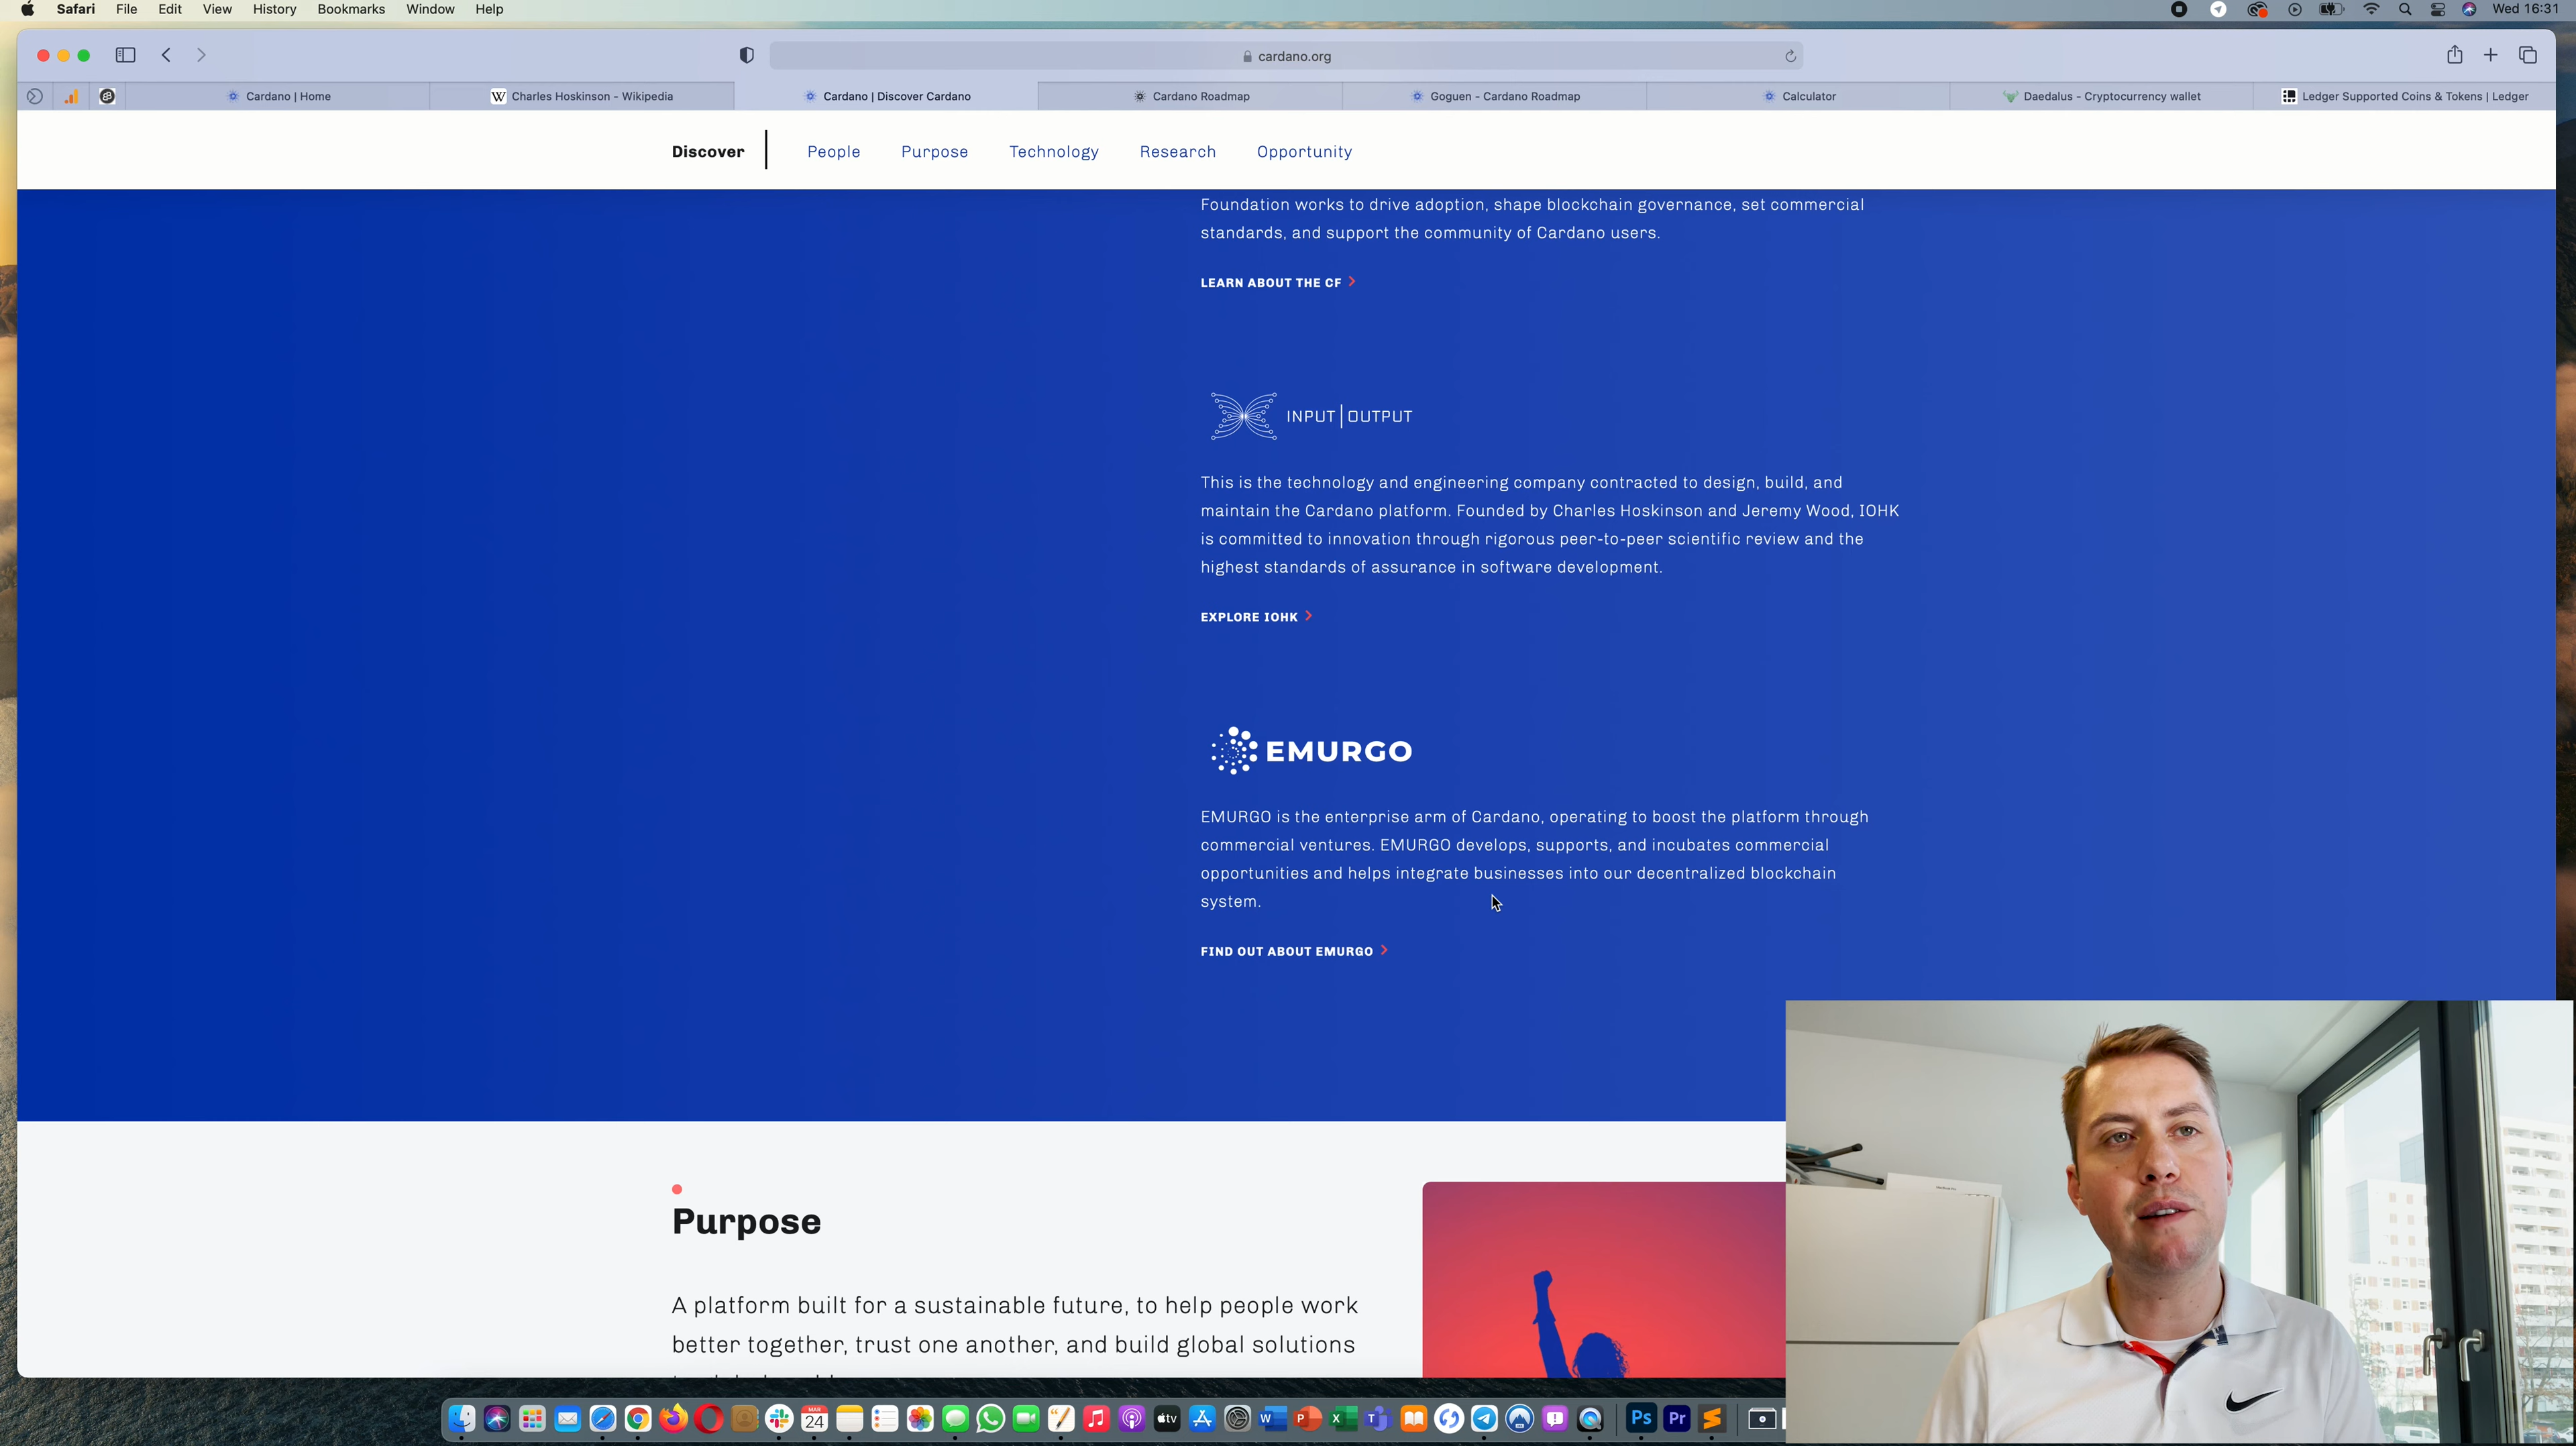 Safari File Edit View History Bookmarks Window Help
Wed 16:31
cardano.org
Cardano | Home
Charles Hoskinson - Wikipedia
Cardano | Discover Cardano
Cardano Roadmap
Goguen - Cardano Roadmap
Calculator
Daedalus - Cryptocurrency wallet
Ledger Supported Coins & Tokens | Ledger
Discover
People Purpose Technology Research Opportunity
Foundation works to drive adoption, shape blockchain governance, set commercial
standards, and support the community of Cardano users.
LEARN ABOUT THE CF
INPUT | OUTPUT
This is the technology and engineering company contracted to design, build, and
maintain the Cardano platform. Founded by Charles Hoskinson and Jeremy Wood, IOHK
is committed to innovation through rigorous peer-to-peer scientific review and the
highest standards of assurance in software development.
EXPLORE IOHK
EMURGO
EMURGO is the enterprise arm of Cardano, operating to boost the platform through
commercial ventures. EMURGO develops, supports, and incubates commercial
opportunities and helps integrate businesses into our decentralized blockchain
system.
FIND OUT ABOUT EMURGO
Purpose
A platform built for a sustainable future, to help people work
better together, trust one another, and build global solutions
MAR
24
tv
W
P
X
T
Ps
Pr